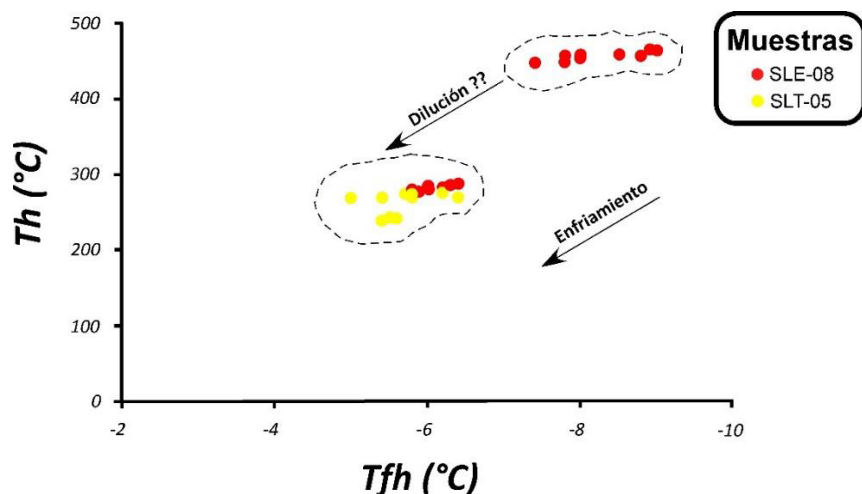 500
400
300
200
100
0
Th (°C)
-2
-4
-6
-8
-10
Tfh (°C)
Dilución ??
Enfriamiento
Muestras
SLE-08
SLT-05